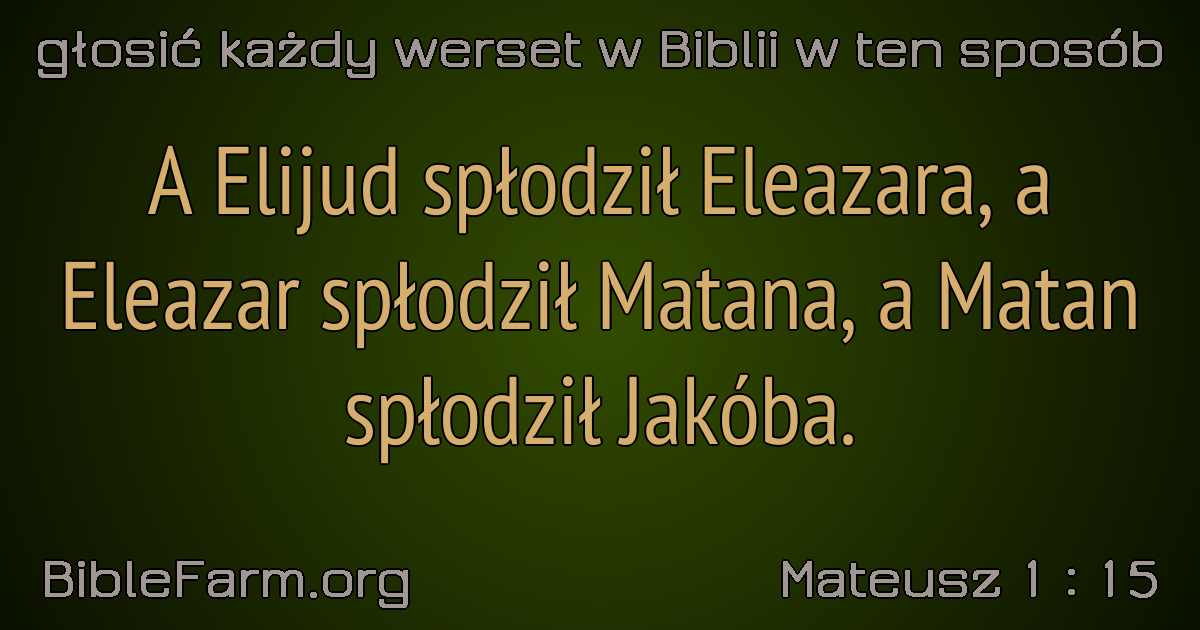 głosić każdy werset w Biblii w ten sposób
A Elijud spłodził Eleazara, a
Eleazar spłodził Matana, a Matan
spłodził Jakóba.
BibleFarm.org
Mateusz 1 : 15